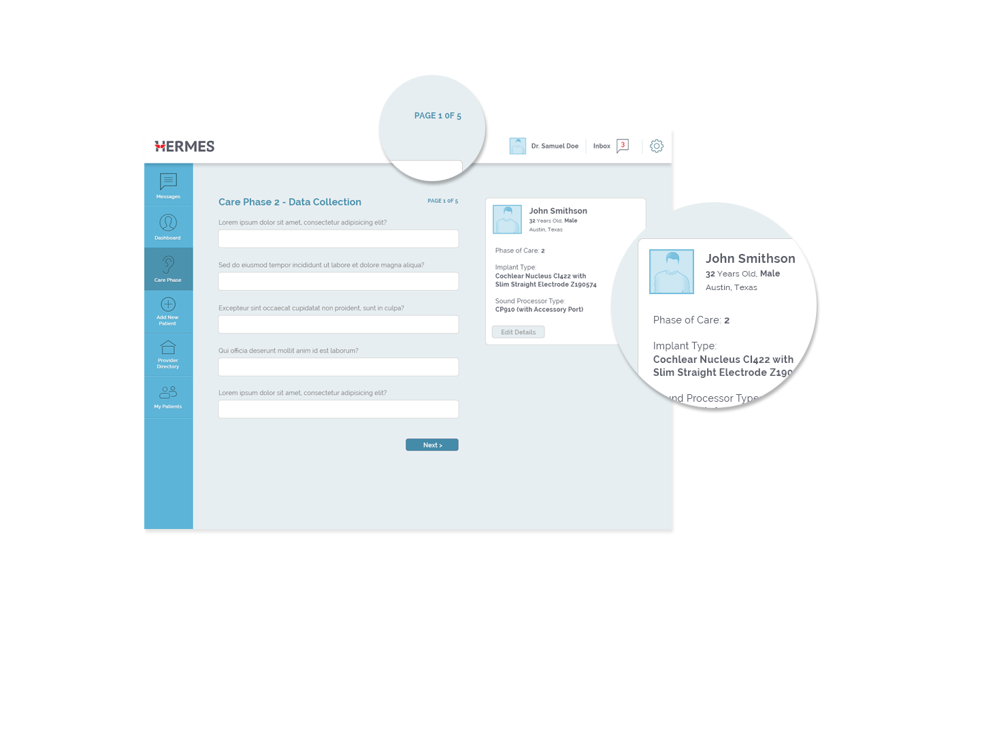 PAGE 1 OF 5
HERMES
Dr. Samuel Doe
Inbox
3
Messages
Dashboard
Care Phase
Add New
Patient
Provider
Directory
My Patients
Care Phase 2 - Data Collection
PAGE 1 OF 5
Lorem ipsum dolor sit amet, consectetur adipisicing elit?
Sed do eiusmod tempor incididunt ut labore et dolore magna aliqua?
Excepteur sint occaecat cupidatat non proident, sunt in culpa?
Qui officia deserunt mollit anim id est laborum?
Lorem ipsum dolor sit amet, consectetur adipisicing elit?
Next >
John Smithson
32 Years Old, Male
Austin, Texas
Phase of Care: 2
Implant Type:
Cochlear Nucleus CI422 with
Slim Straight Electrode Z190574
Sound Processor Type:
CP910 (with Accessory Port)
Edit Details
John Smithson
32 Years Old, Male
Austin, Texas
Phase of Care: 2
Implant Type:
Cochlear Nucleus CI422 with
Slim Straight Electrode Z190
Processor Type